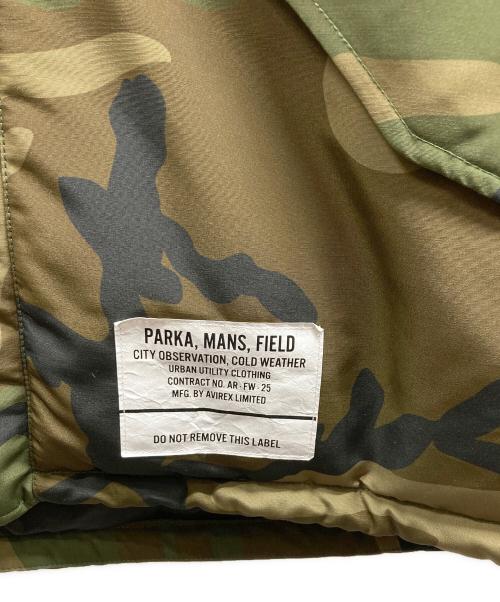 PARKA, MANS, FIELD
CITY OBSERVATION, COLD WEATHER
URBAN UTILITY CLOTHING
CONTRACT NO. AR・FW・25
MFG. BY AVIREX LIMITED
DO NOT REMOVE THIS LABEL